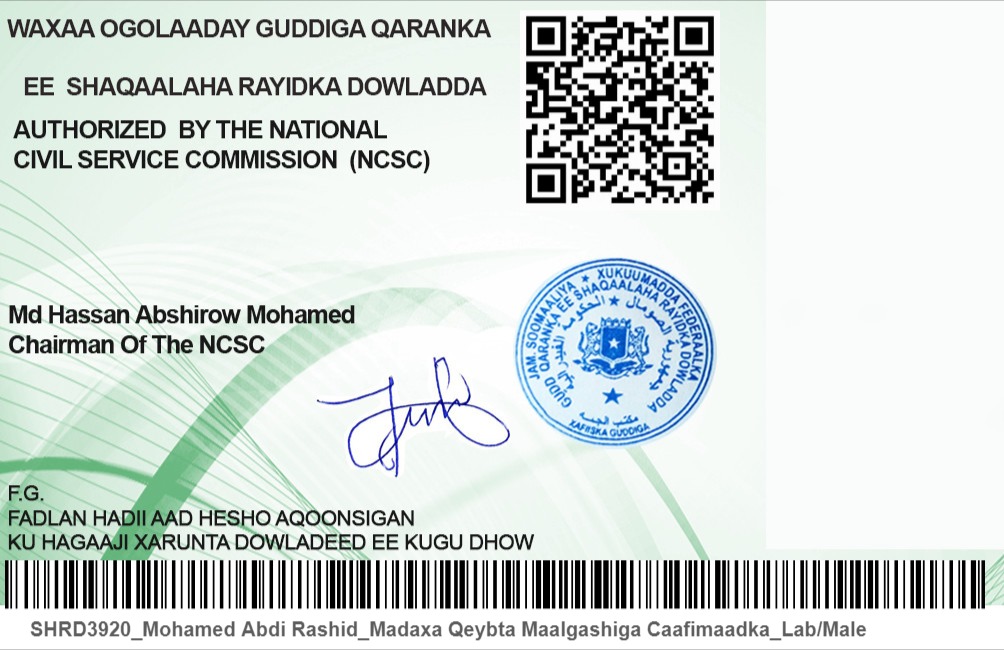 WAXAA OGOLAADAY GUDDIGA QARANKA
EE SHAQAALAHA RAYIDKA DOWLADDA
AUTHORIZED BY THE NATIONAL
CIVIL SERVICE COMMISSION (NCSC)
Md Hassan Abshirow Mohamed
Chairman Of The NCSC
JAM. SOOMAALIYA ★ XUKUUMADDA FEDERAALKA
GUDD QARANKA EE SHAQAALAHA RAYIDKA DOWLADDA
مكتب
XAFIISKA GUDDIGA
F.G.
FADLAN HADII AAD HESHO AQOONSIGAN
KU HAGAAJI XARUNTA DOWLADEED EE KUGU DHOW
SHRD3920_Mohamed Abdi Rashid_Madaxa Qeybta Maalgashiga Caafimaadka_Lab/Male